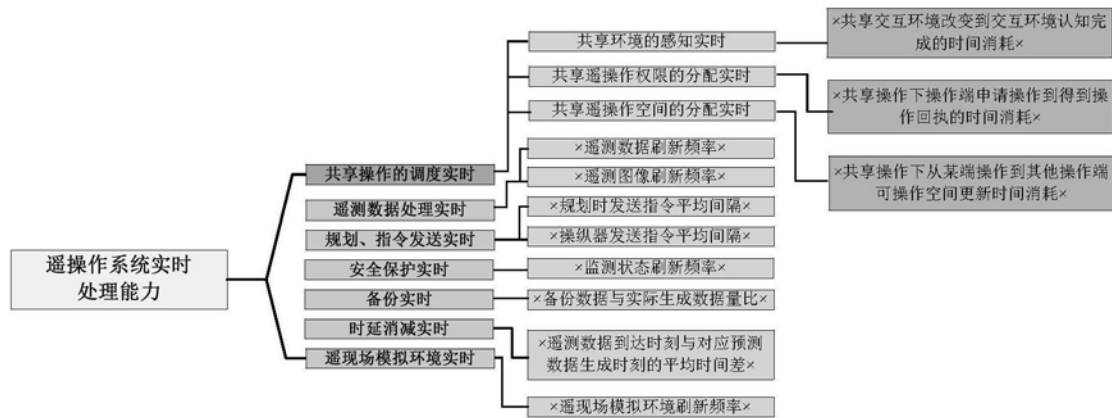 遥操作系统实时
处理能力
共享操作的调度实时
遥测数据处理实时
规划、指令发送实时
安全保护实时
备份实时
时延消减实时
遥现场模拟环境实时
共享环境的感知实时
共享遥操作权限的分配实时
共享遥操作空间的分配实时
×遥测数据刷新频率×
×遥测图像刷新频率×
×规划时发送指令平均间隔×
×操纵器发送指令平均间隔×
×监测状态刷新频率×
×备份数据与实际生成数据量比×
×遥测数据到达时刻与对应预测
数据生成时刻的平均时间差×
×遥现场模拟环境刷新频率×
×共享交互环境改变到交互环境认知完
成的时间消耗×
×共享操作下操作端申请操作到得到操
作回执的时间消耗×
×共享操作下从某端操作到其他操作端
可操作空间更新时间消耗×